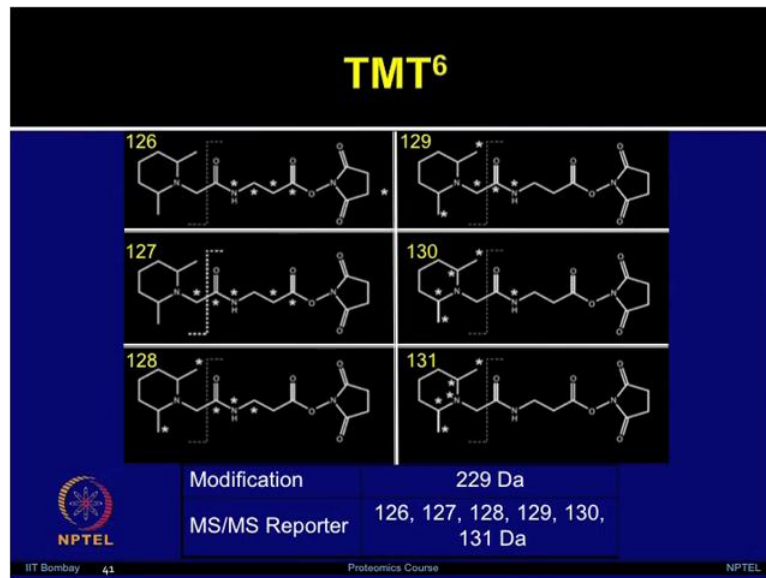 TMT⁶
126
129
127
130
128
131
Modification 229 Da
MS/MS Reporter 126, 127, 128, 129, 130,
131 Da
NPTEL
IIT Bombay 41 Proteomics Course NPTEL